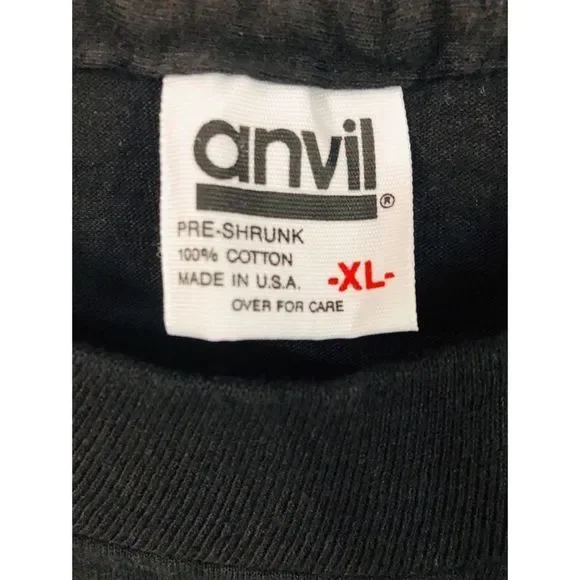 anvil®
PRE-SHRUNK
100% COTTON
MADE IN U.S.A. -XL-
OVER FOR CARE